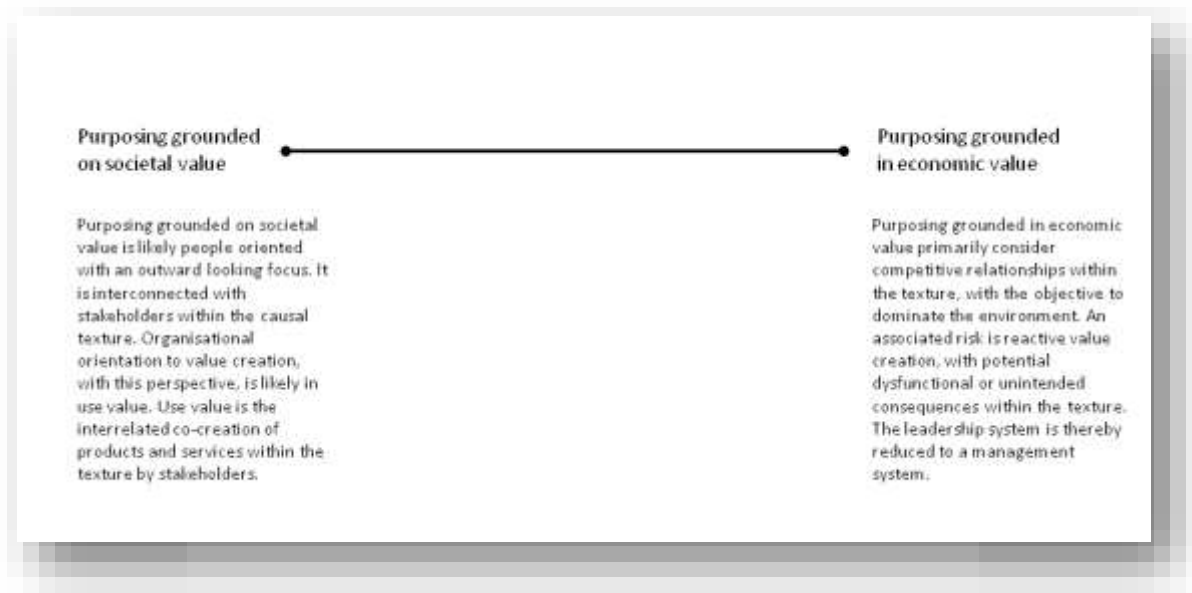 Purposing grounded
on societal value
Purposing grounded on societal
value is likely people oriented
with an outward looking focus. It
is interconnected with
stakeholders within the causal
texture. Organisational
orientation to value creation,
with this perspective, is likely in
use value. Use value is the
interrelated co-creation of
products and services within the
texture by stakeholders.
Purposing grounded
in economic value
Purposing grounded in economic
value primarily consider
competitive relationships within
the texture, with the objective to
dominate the environment. An
associated risk is reactive value
creation, with potential
dysfunctional or unintended
consequences within the texture.
The leadership system is thereby
reduced to a management
system.